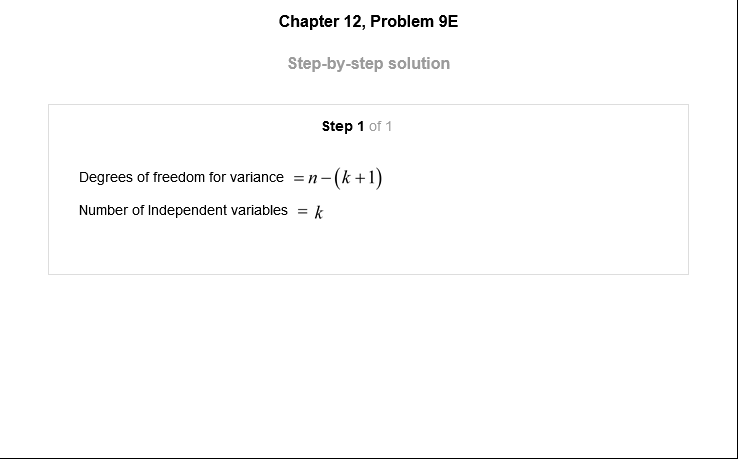 Chapter 12, Problem 9E
Step-by-step solution
Step 1 of 1
Degrees of freedom for variance = n − (k + 1)
Number of Independent variables = k